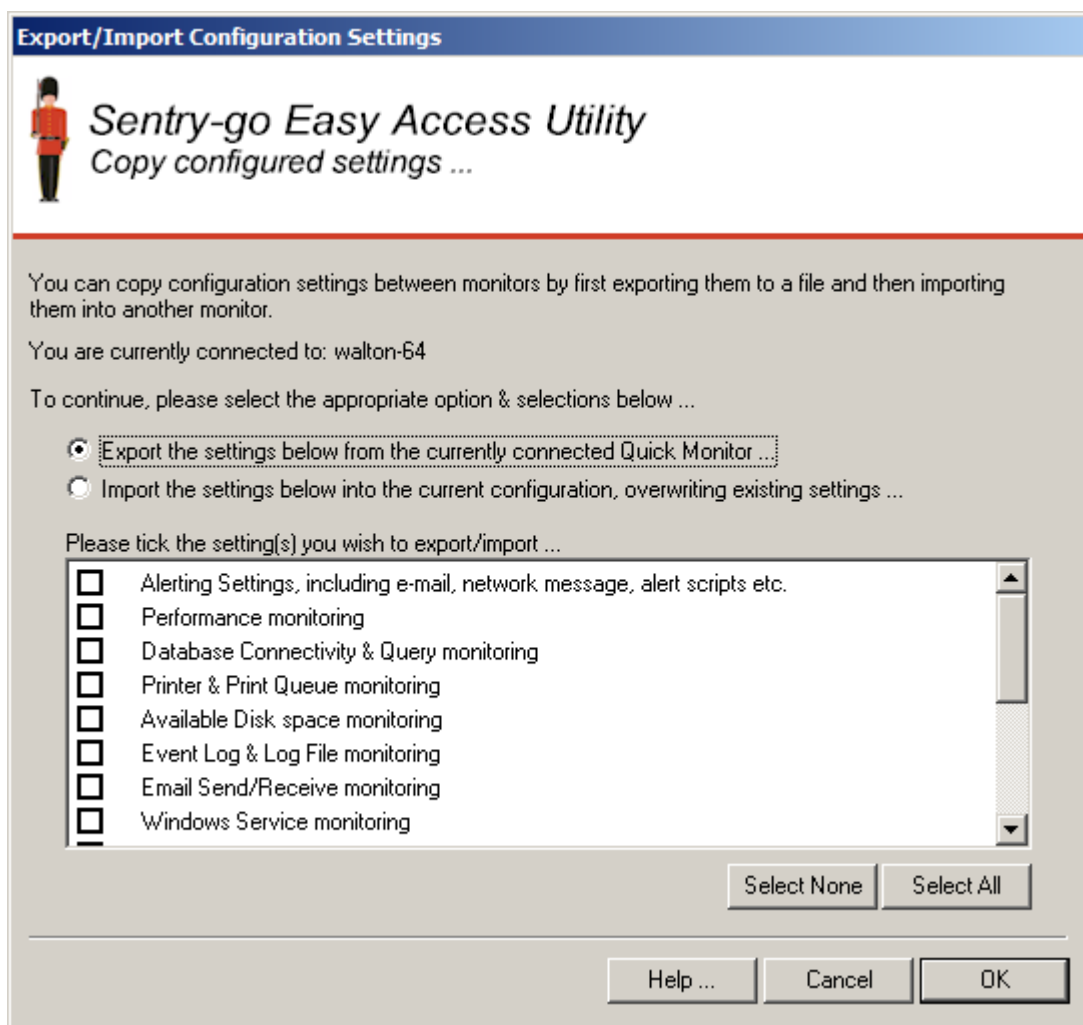 Export/Import Configuration Settings
Sentry-go Easy Access Utility
Copy configured settings ...
You can copy configuration settings between monitors by first exporting them to a file and then importing
them into another monitor.
You are currently connected to: walton-64
To continue, please select the appropriate option & selections below ...
Export the settings below from the currently connected Quick Monitor ...
Import the settings below into the current configuration, overwriting existing settings ...
Please tick the setting(s) you wish to export/import ...
Alerting Settings, including e-mail, network message, alert scripts etc.
Performance monitoring
Database Connectivity & Query monitoring
Printer & Print Queue monitoring
Available Disk space monitoring
Event Log & Log File monitoring
Email Send/Receive monitoring
Windows Service monitoring
Select None Select All
Help ... Cancel OK